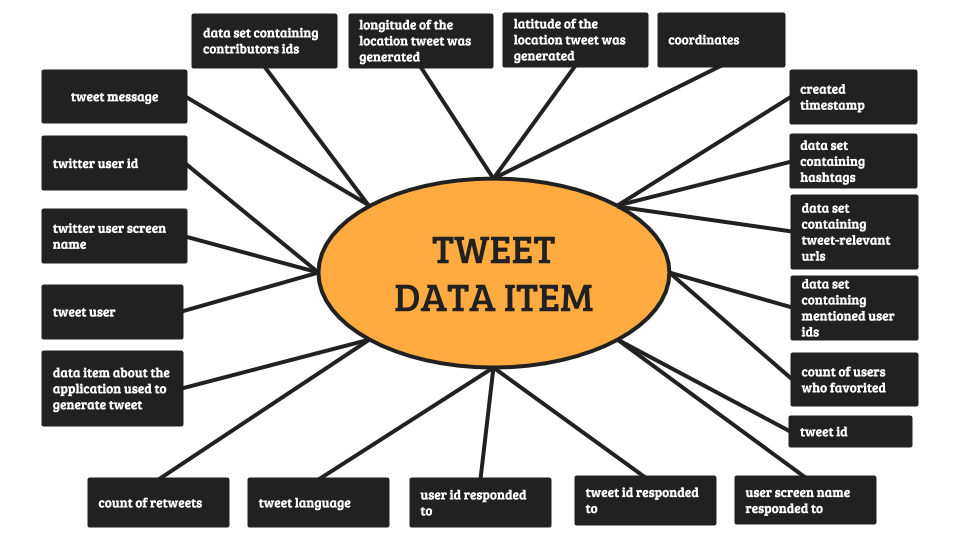 data set containing
contributors ids
longitude of the
location tweet was
generated
latitude of the
location tweet was
generated
coordinates
tweet message
twitter user id
twitter user screen
name
tweet user
data item about the
application used to
generate tweet
TWEET
DATA ITEM
created
timestamp
data set
containing
hashtags
data set
containing
tweet-relevant
urls
data set
containing
mentioned user
ids
count of users
who favorited
tweet id
count of retweets
tweet language
user id responded
to
tweet id responded
to
user screen name
responded to